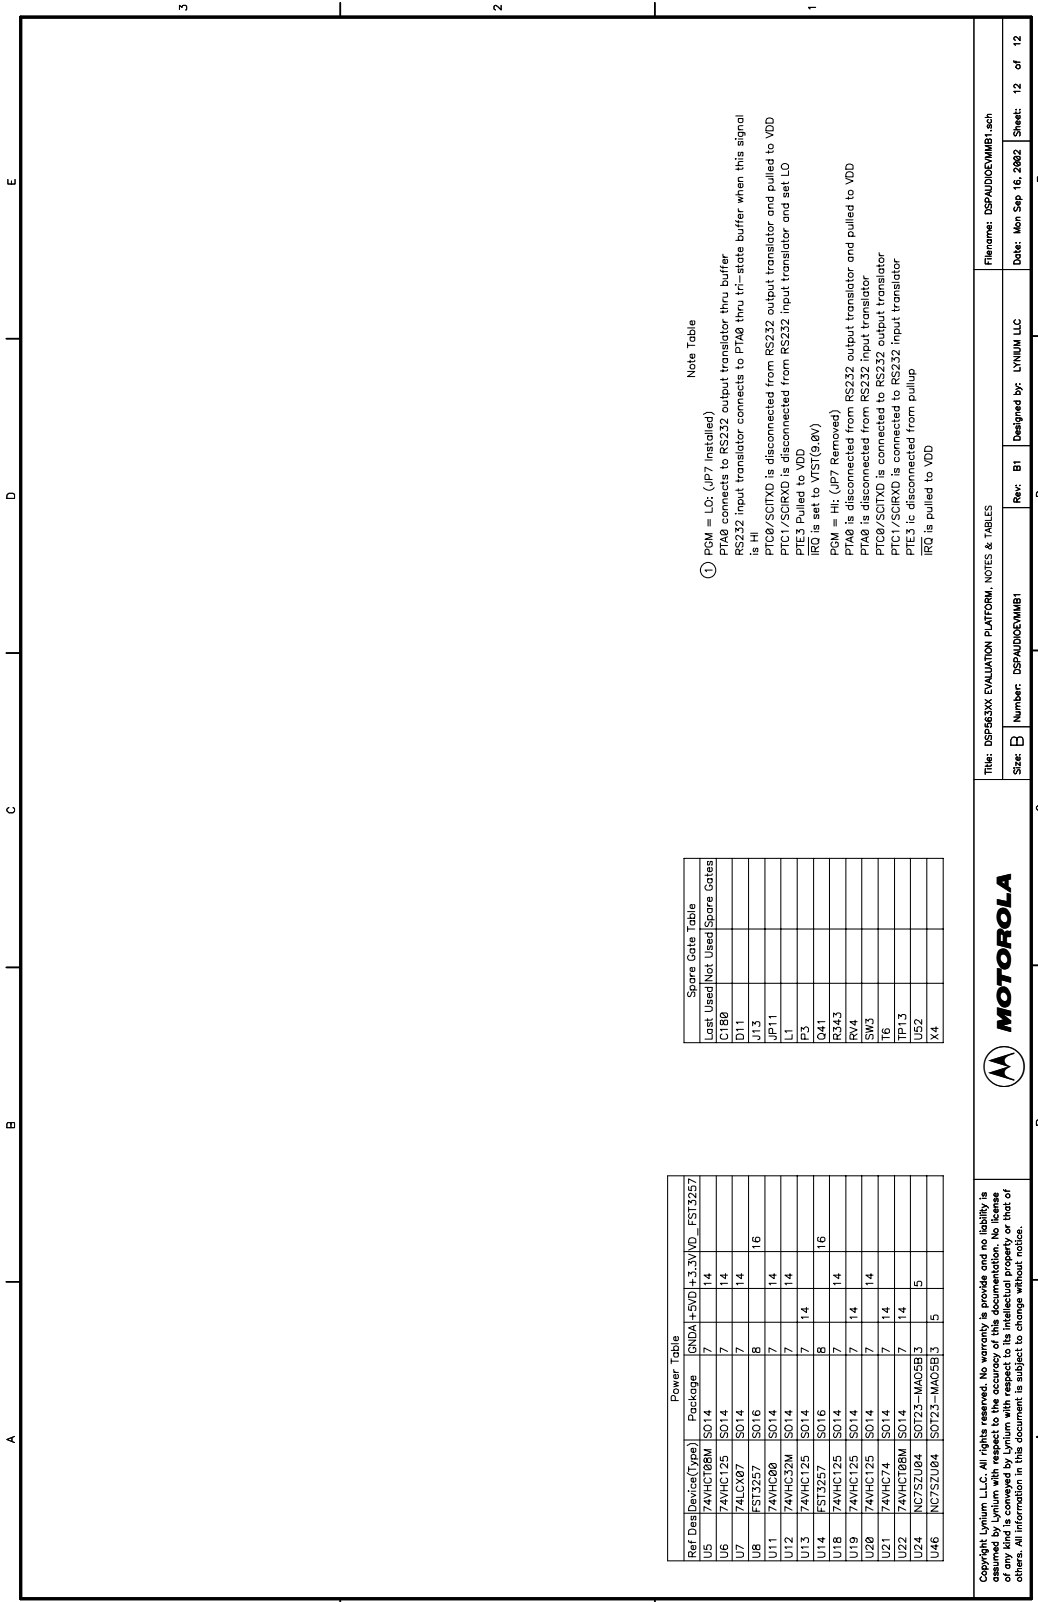 A B C D E
3
2
1
Power Table
Ref Des Device(Type) Package GNDA +5VD +3.3V VD_FST3257
U5 74VHCT08M SO14 7 14
U6 74VHC125 SO14 7 14
U7 74LCX07 SO14 7 14
U8 FST3257 SO16 8 16
U11 74VHC00 SO14 7 14
U12 74VHC32M SO14 7 14
U13 74VHC125 SO14 7 14
U14 FST3257 SO16 8 16
U18 74VHC125 SO14 7 14
U19 74VHC125 SO14 7 14
U20 74VHC125 SO14 7 14
U21 74VHC74 SO14 7 14
U22 74VHCT08M SO14 7 14
U24 NC7SZU04 SOT23-MA05B 3 5
U46 NC7SZU04 SOT23-MA05B 3 5
Spare Gate Table
Last Used Not Used Spare Gates
C180
D11
J13
JP11
L1
P3
Q41
R343
RV4
SW3
T6
TP13
U52
X4
Note Table
1 PGM = LO: (JP7 Installed)
PTA0 connects to RS232 output translator thru buffer
RS232 input translator connects to PTA0 thru tri-state buffer when this signal
is HI
PTC0/SCITXD is disconnected from RS232 output translator and pulled to VDD
PTC1/SCIRXD is disconnected from RS232 input translator and set LO
PTE3 Pulled to VDD
IRQ is set to VTST(9.0V)
PGM = HI: (JP7 Removed)
PTA0 is disconnected from RS232 output translator and pulled to VDD
PTA0 is disconnected from RS232 input translator
PTC0/SCITXD is connected to RS232 output translator
PTC1/SCIRXD is connected to RS232 input translator
PTE3 ic disconnected from pullup
IRQ is pulled to VDD
Copyright Lynium L.L.C. All rights reserved. No warranty is provide and no liability is
assumed by Lynium with respect to the accuracy of this documentation. No license
of any kind is conveyed by Lynium with respect to its intellectual property or that of
others. All information in this document is subject to change without notice.
MOTOROLA
Title: DSP563XX EVALUATION PLATFORM, NOTES & TABLES
Filename: DSPAUDIOEVMMB1.sch
Size: B Number: DSPAUDIOEVMMB1 Rev: B1 Designed by: LYNIUM LLC Date: Mon Sep 16, 2002 Sheet: 12 of 12